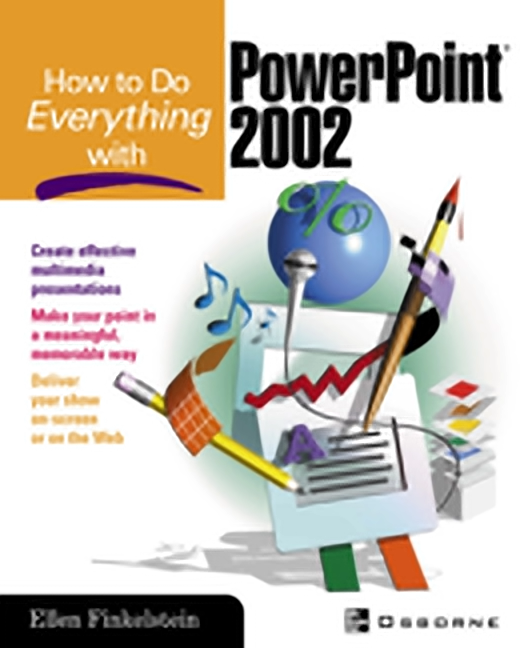 How to Do
Everything
with
PowerPoint®
2002
%
Create effective
multimedia
presentations
Make your point in
a meaningful,
memorable way
Deliver
your show
on-screen
or on the Web
A
Ellen Finkelstein
OSBORNE